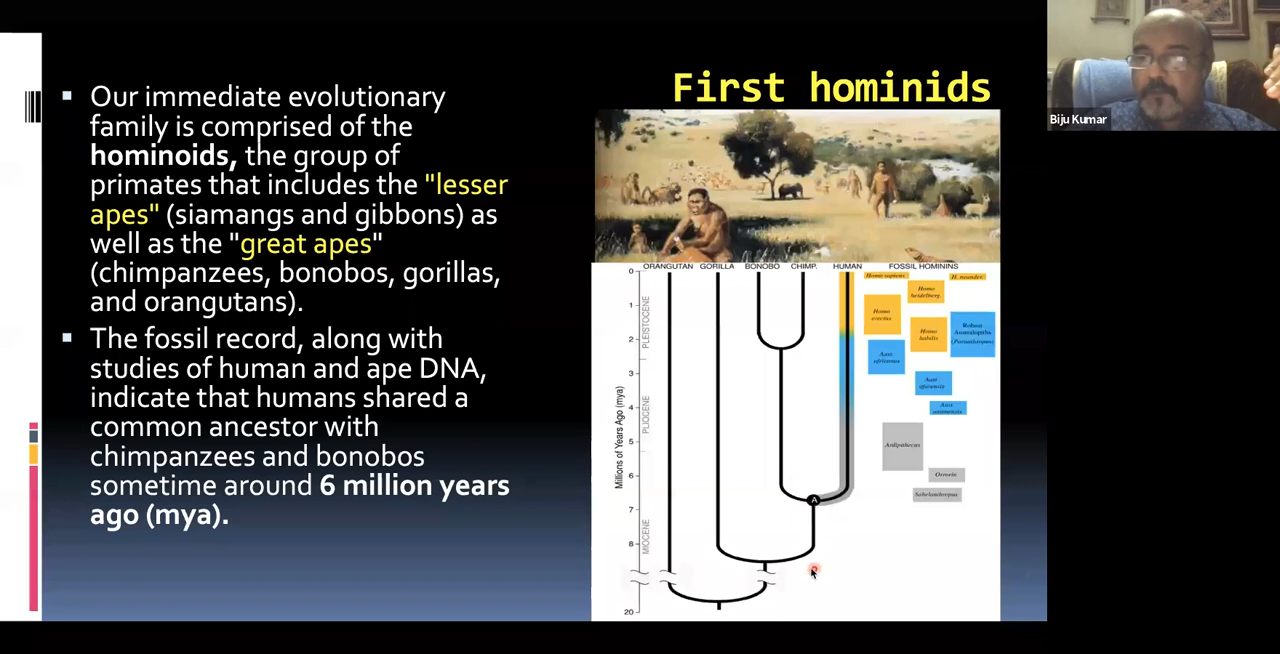 First hominids
▪ Our immediate evolutionary
family is comprised of the
hominoids, the group of
primates that includes the "lesser
apes" (siamangs and gibbons) as
well as the "great apes"
(chimpanzees, bonobos, gorillas,
and orangutans).
▪ The fossil record, along with
studies of human and ape DNA,
indicate that humans shared a
common ancestor with
chimpanzees and bonobos
sometime around 6 million years
ago (mya).
Biju Kumar
ORANGUTAN GORILLA BONOBO CHIMP. HUMAN FOSSIL HOMININS
Millions of Years Ago (mya)
0
1
2
3
4
5
6
7
8
20
PLEISTOCENE
PLIOCENE
MIOCENE
A
Homo sapiens
Homo
heidelberg.
Homo
erectus
Homo
habilis
Robust
Australopiths
Aust
africanus
Aust
Ardipithecus
Orrorin